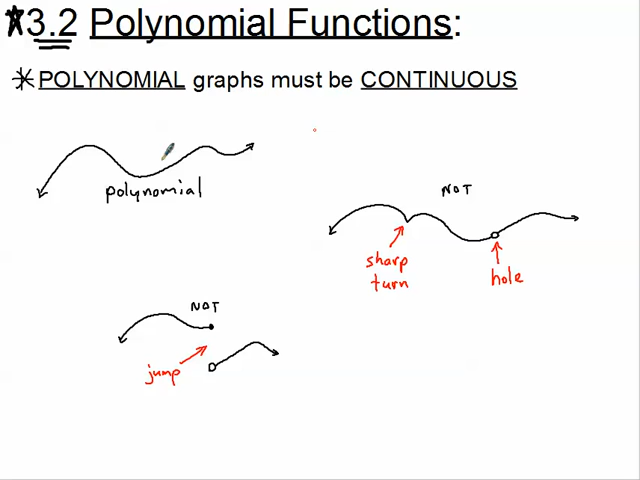 *3.2 Polynomial Functions:
* POLYNOMIAL graphs must be CONTINUOUS
polynomial
NOT
sharp
turn
hole
NOT
jump